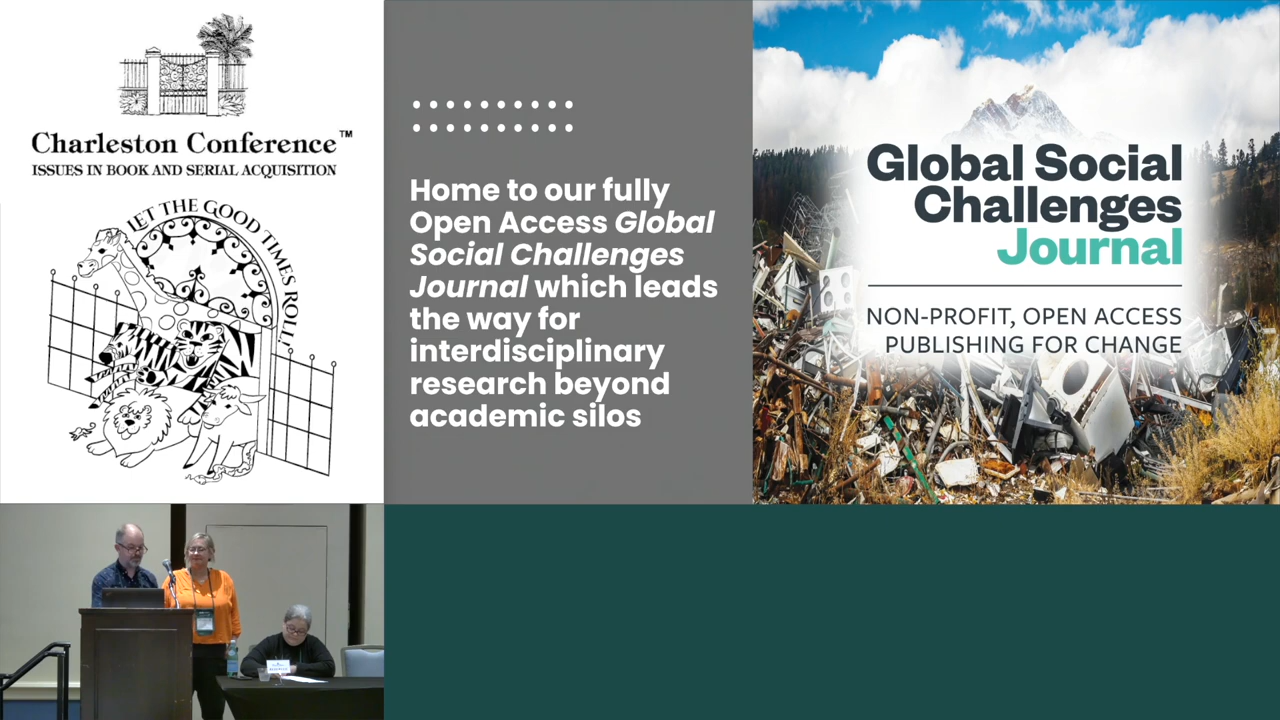 Charleston Conference™
ISSUES IN BOOK AND SERIAL ACQUISITION
LET THE GOOD TIMES ROLL!
Home to our fully
Open Access Global
Social Challenges
Journal which leads
the way for
interdisciplinary
research beyond
academic silos
Global Social
Challenges
Journal
NON-PROFIT, OPEN ACCESS
PUBLISHING FOR CHANGE